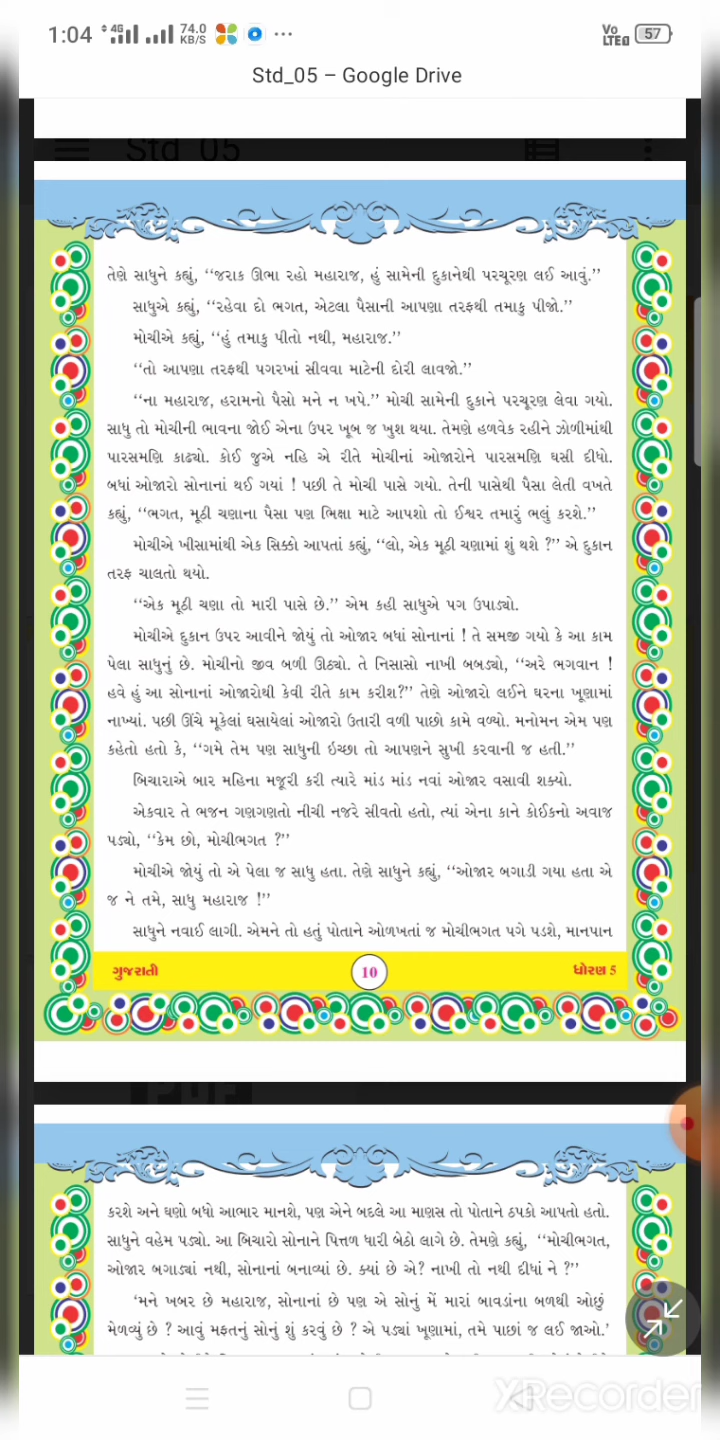 1:04 4G 74.0 KB/S Vo LTE 57
Std_05 – Google Drive
Std_05
તેણે સાધુને કહ્યું, ‘‘જરાક ઊભા રહો મહારાજ, હું સામેની દુકાનેથી પરચૂરણ લઈ આવું.’’
સાધુએ કહ્યું, ‘‘રહેવા દો ભગત, એટલા પૈસાની આપણા તરફથી તમાકુ પીજો.’’
મોચીએ કહ્યું, ‘‘હું તમાકુ પીતો નથી, મહારાજ.’’
‘‘તો આપણા તરફથી પગરખાં સીવવા માટેની દોરી લાવજો.’’
‘‘ના મહારાજ, હરામનો પૈસો મને ન ખપે.’’ મોચી સામેની દુકાને પરચૂરણ લેવા ગયો.
સાધુ તો મોચીની ભાવના જોઈ એના ઉપર ખૂબ જ ખુશ થયા. તેમણે હળવેક રહીને ઝોળીમાંથી
પારસમણિ કાઢ્યો. કોઈ જુએ નહિ એ રીતે મોચીનાં ઓજારોને પારસમણિ ઘસી દીધો.
બધાં ઓજારો સોનાનાં થઈ ગયાં ! પછી તે મોચી પાસે ગયો. તેની પાસેથી પૈસા લેતી વખતે
કહ્યું, ‘‘ભગત, મૂઠી ચણાના પૈસા પણ ભિક્ષા માટે આપશો તો ઈશ્વર તમારું ભલું કરશે.’’
મોચીએ ખીસામાંથી એક સિક્કો આપતાં કહ્યું, ‘‘લો, એક મૂઠી ચણામાં શું થશે ?’’ એ દુકાન
તરફ ચાલતો થયો.
‘‘એક મૂઠી ચણા તો મારી પાસે છે.’’ એમ કહી સાધુએ પગ ઉપાડ્યો.
મોચીએ દુકાન ઉપર આવીને જોયું તો ઓજાર બધાં સોનાનાં ! તે સમજી ગયો કે આ કામ
પેલા સાધુનું છે. મોચીનો જીવ બળી ઊઠ્યો. તે નિસાસો નાખી બબડ્યો, ‘‘અરે ભગવાન !
હવે હું આ સોનાનાં ઓજારોથી કેવી રીતે કામ કરીશ?’’ તેણે ઓજારો લઈને ઘરના ખૂણામાં
નાખ્યાં. પછી ઊંચે મૂકેલાં ઘસાયેલાં ઓજારો ઉતારી વળી પાછો કામે વળ્યો. મનોમન એમ પણ
કહેતો હતો કે, ‘‘ગમે તેમ પણ સાધુની ઇચ્છા તો આપણને સુખી કરવાની જ હતી.’’
બિચારાએ બાર મહિના મજૂરી કરી ત્યારે માંડ માંડ નવાં ઓજાર વસાવી શક્યો.
એકવાર તે ભજન ગણગણતો નીચી નજરે સીવતો હતો, ત્યાં એના કાને કોઈકનો અવાજ
પડ્યો, ‘‘કેમ છો, મોચીભગત ?’’
મોચીએ જોયું તો એ પેલા જ સાધુ હતા. તેણે સાધુને કહ્યું, ‘‘ઓજાર બગાડી ગયા હતા એ
જ ને તમે, સાધુ મહારાજ !’’
સાધુને નવાઈ લાગી. એમને તો હતું પોતાને ઓળખતાં જ મોચીભગત પગે પડશે, માનપાન
ગુજરાતી 10 ધોરણ 5
PDF
કરશે અને ઘણો બધો આભાર માનશે, પણ એને બદલે આ માણસ તો પોતાને ઠપકો આપતો હતો.
સાધુને વહેમ પડ્યો. આ બિચારો સોનાને પિત્તળ ધારી બેઠો લાગે છે. તેમણે કહ્યું, ‘‘મોચીભગત,
ઓજાર બગાડ્યાં નથી, સોનાનાં બનાવ્યાં છે. ક્યાં છે એ? નાખી તો નથી દીધાં ને ?’’
‘મને ખબર છે મહારાજ, સોનાનાં છે પણ એ સોનું મેં મારાં બાવડાંના બળથી ઓછું
મેળવ્યું છે ? આવું મફતનું સોનું શું કરવું છે ? એ પડ્યાં ખૂણામાં, તમે પાછાં જ લઈ જાઓ.’
XRecorder